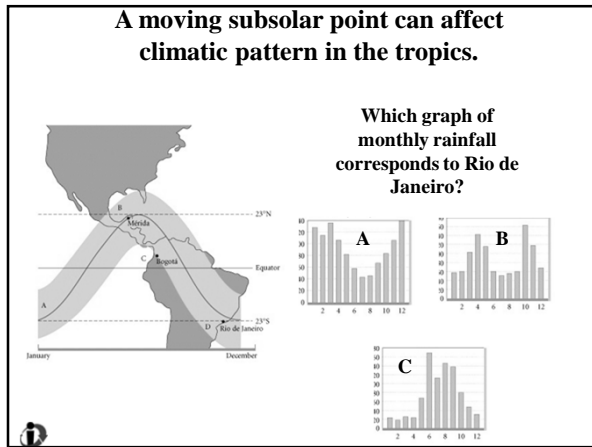 A moving subsolar point can affect
climatic pattern in the tropics.
Which graph of
monthly rainfall
corresponds to Rio de
Janeiro?
B
23°N
Mérida
C
Bogotá
Equator
A
23°S
D
Rio de Janeiro
January
December
A
2 4 6 8 10 12
B
2 4 6 8 10 12
C
2 4 6 8 10 12